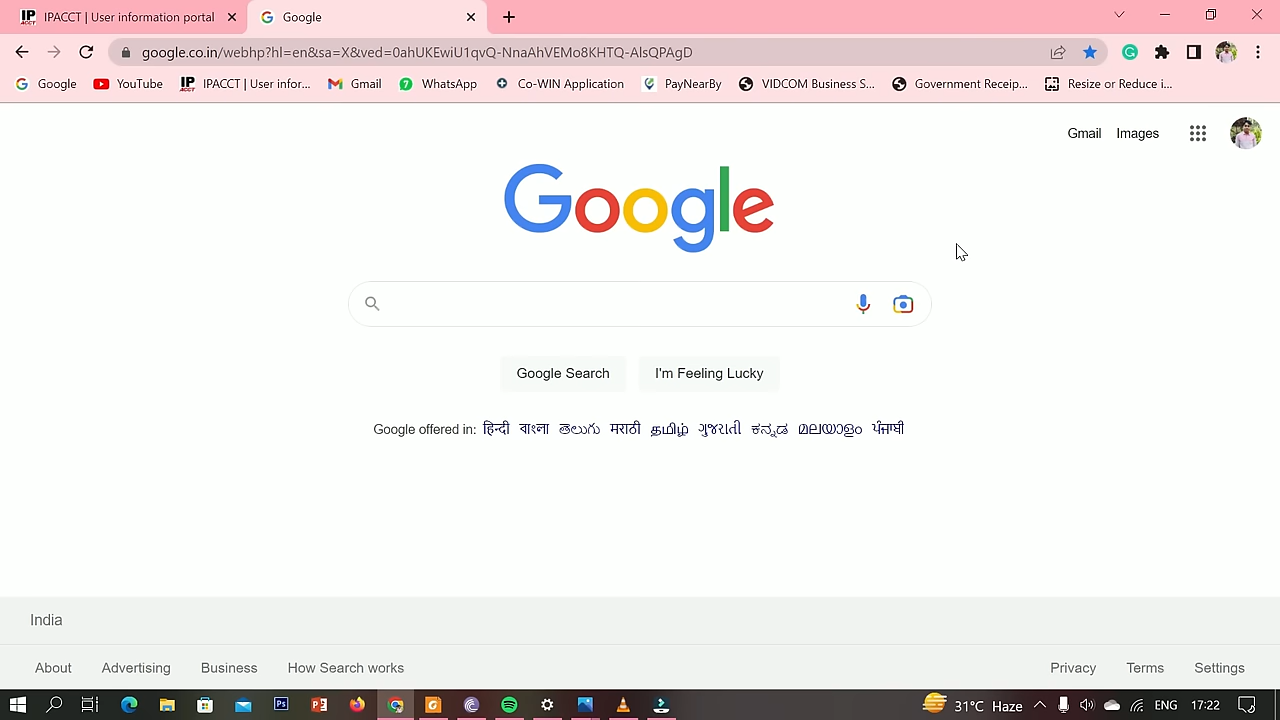 IPACCT | User information portal
Google
google.co.in/webhp?hl=en&sa=X&ved=0ahUKEwiU1qvO-NnaAhVEMo8KHTQ-AlsQPAgD
Google YouTube IPACCT | User infor... Gmail WhatsApp Co-WIN Application PayNearBy VIDCOM Business S... Government Receip... Resize or Reduce i...
Gmail Images
Google
Google Search I'm Feeling Lucky
Google offered in: हिन्दी বাংলা తెలుగు मराठी தமிழ் ગુજરાતી ಕನ್ನಡ മലയാളം ਪੰਜਾਬੀ
India
About Advertising Business How Search works Privacy Terms Settings
31°C Haze ENG 17:22